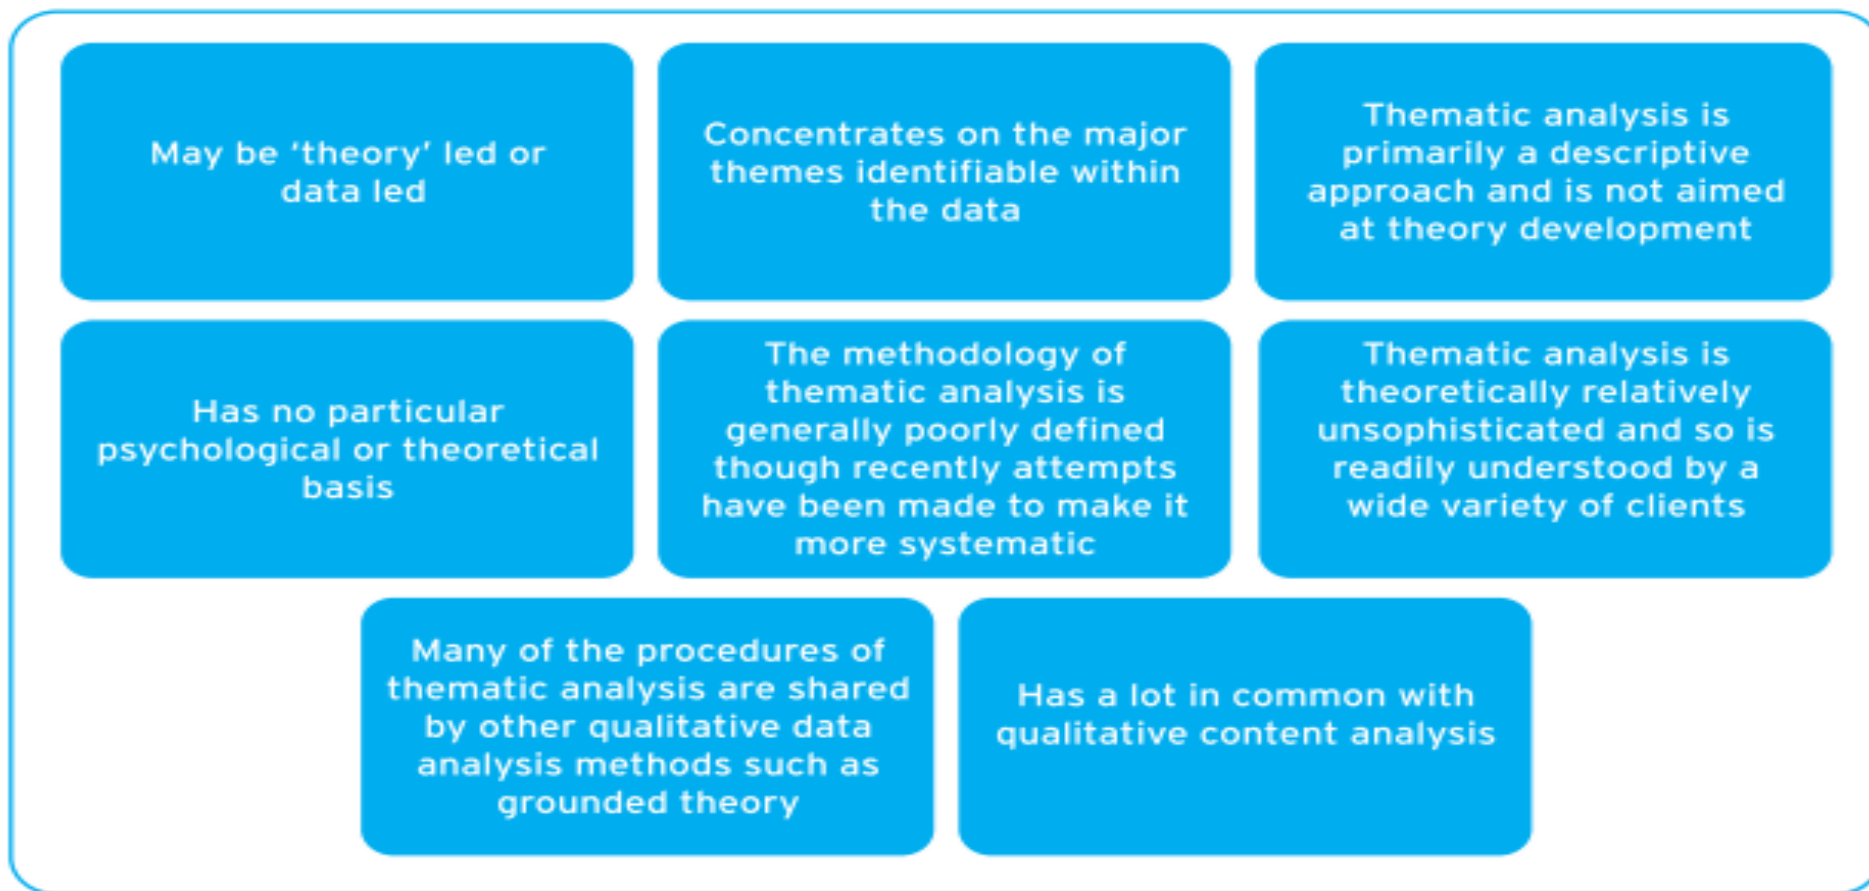 May be ‘theory’ led or
data led
Concentrates on the major
themes identifiable within
the data
Thematic analysis is
primarily a descriptive
approach and is not aimed
at theory development
Has no particular
psychological or theoretical
basis
The methodology of
thematic analysis is
generally poorly defined
though recently attempts
have been made to make it
more systematic
Thematic analysis is
theoretically relatively
unsophisticated and so is
readily understood by a
wide variety of clients
Many of the procedures of
thematic analysis are shared
by other qualitative data
analysis methods such as
grounded theory
Has a lot in common with
qualitative content analysis